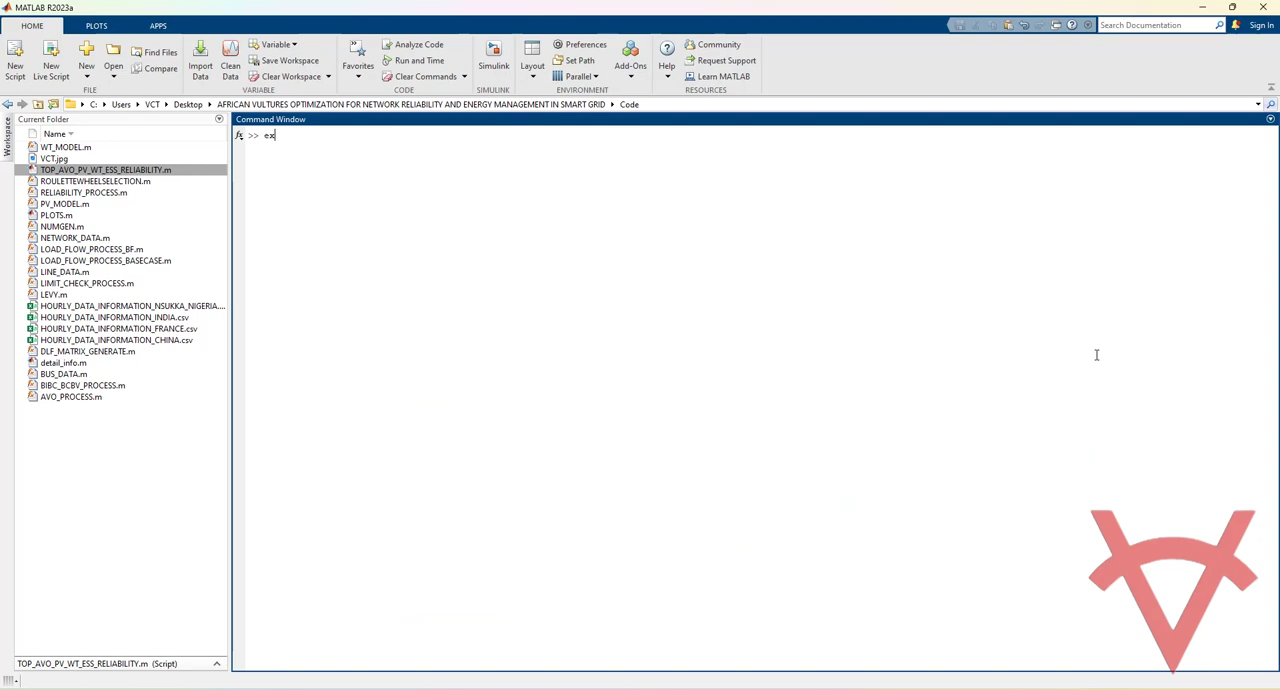 MATLAB R2023a
HOME PLOTS APPS
Search Documentation
Sign In
New Script
New Live Script
New
Open
Find Files
Compare
FILE
Import Data
Clean Data
Variable
Save Workspace
Clear Workspace
VARIABLE
Favorites
Analyze Code
Run and Time
Clear Commands
CODE
Simulink
SIMULINK
Layout
Preferences
Set Path
Parallel
ENVIRONMENT
Add-Ons
Help
Community
Request Support
Learn MATLAB
RESOURCES
C: Users VCT Desktop AFRICAN VULTURES OPTIMIZATION FOR NETWORK RELIABILITY AND ENERGY MANAGEMENT IN SMART GRID Code
Workspace
Current Folder
Name
WT_MODEL.m
VCT.jpg
TOP_AVO_PV_WT_ESS_RELIABILITY.m
ROULETTEWHEELSELECTION.m
RELIABILITY_PROCESS.m
PV_MODEL.m
PLOTS.m
NUMGEN.m
NETWORK_DATA.m
LOAD_FLOW_PROCESS_BF.m
LOAD_FLOW_PROCESS_BASECASE.m
LINE_DATA.m
LIMIT_CHECK_PROCESS.m
LEVY.m
HOURLY_DATA_INFORMATION_NSUKKA_NIGERIA....
HOURLY_DATA_INFORMATION_INDIA.csv
HOURLY_DATA_INFORMATION_FRANCE.csv
HOURLY_DATA_INFORMATION_CHINA.csv
DLF_MATRIX_GENERATE.m
detail_info.m
BUS_DATA.m
BIBC_BCBV_PROCESS.m
AVO_PROCESS.m
TOP_AVO_PV_WT_ESS_RELIABILITY.m (Script)
Command Window
fx >> ex